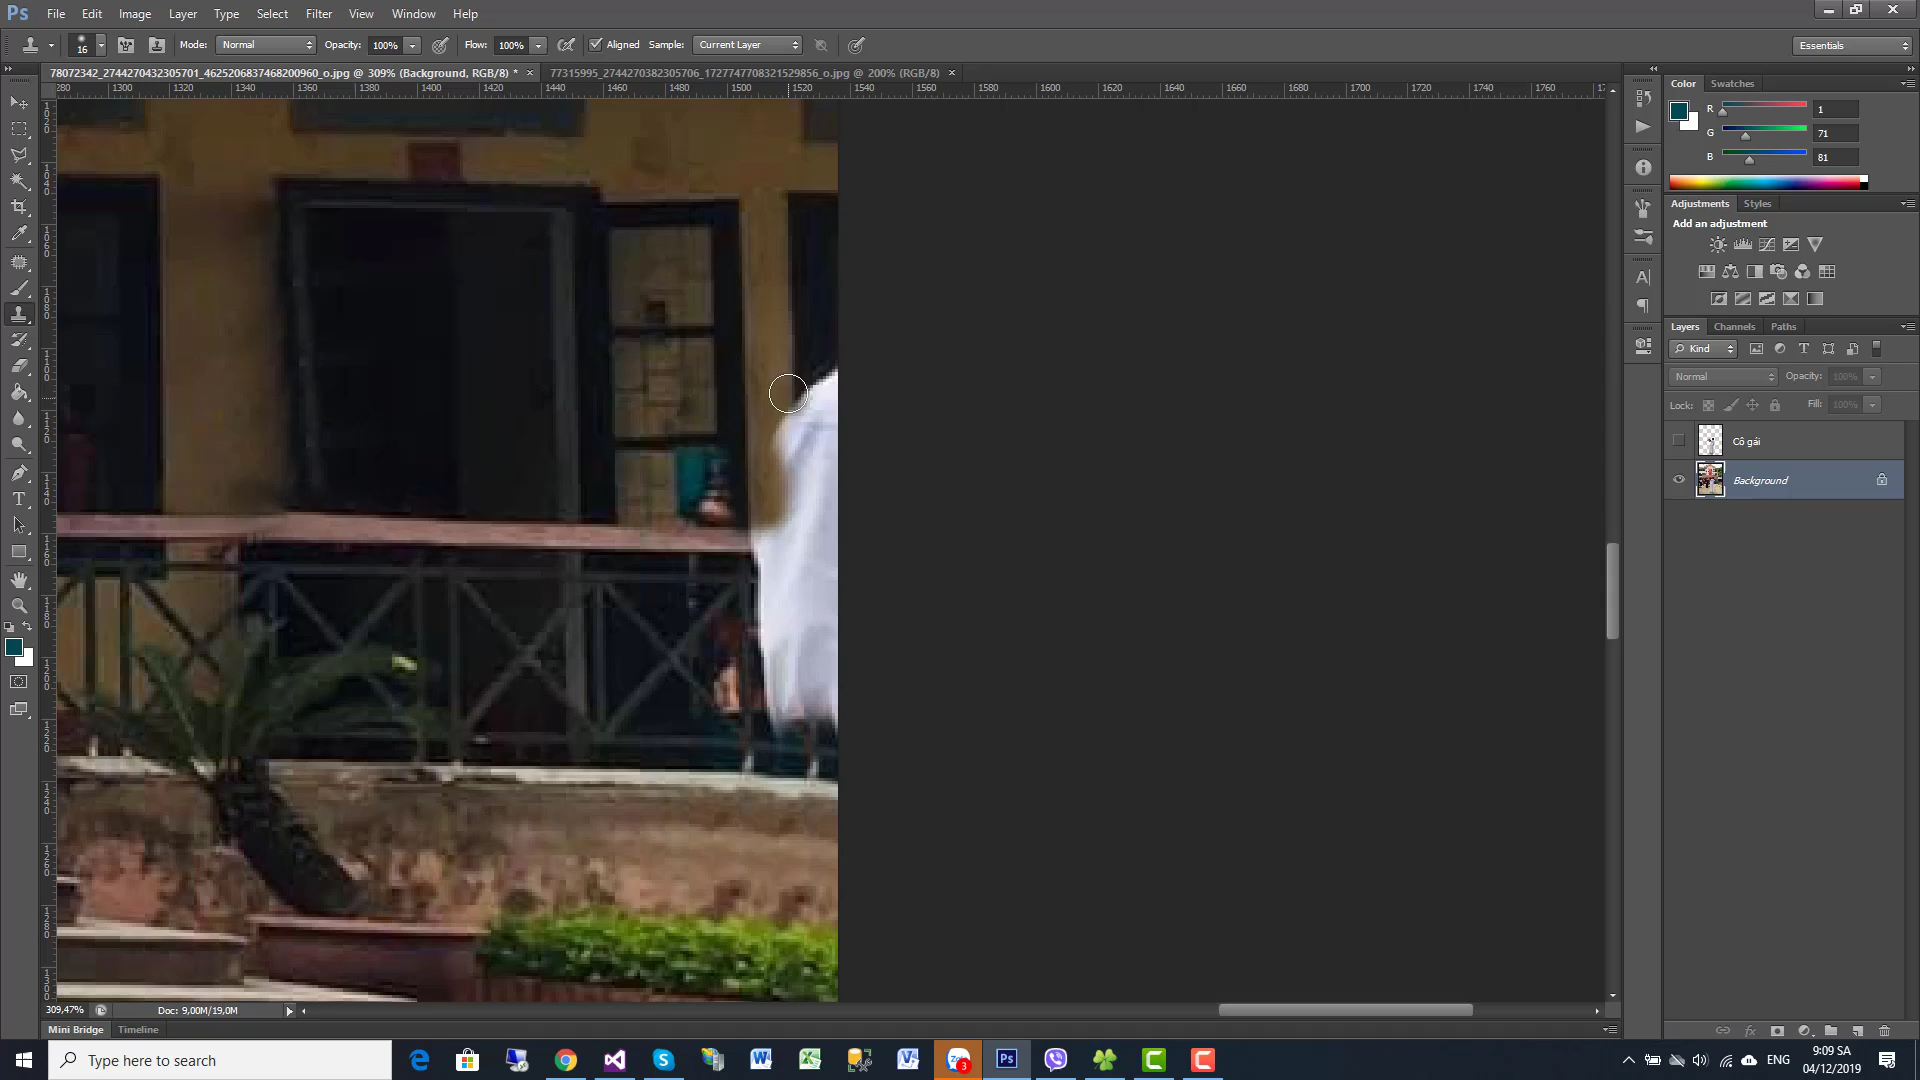 Ps File Edit Image Layer Type Select Filter View Window Help
16 Mode: Normal Opacity: 100% Flow: 100% Aligned Sample: Current Layer Essentials
78072342_2744270432305701_4625206837468200960_o.jpg @ 309% (Background, RGB/8) * × 77315995_2744270382305706_1727747708321529856_o.jpg @ 200% (RGB/8) ×
280 1300 1320 1340 1360 1380 1400 1420 1440 1460 1480 1500 1520 1540 1560 1580 1600 1620 1640 1660 1680 1700 1720 1740 1760
Color Swatches
R 1
G 71
B 81
Adjustments Styles
Add an adjustment
Layers Channels Paths
Kind
Normal Opacity: 100%
Lock: Fill: 100%
Cô gái
Background
309,47% Doc: 9,00M/19,0M
Mini Bridge Timeline
Type here to search
3
ENG
9:09 SA
04/12/2019